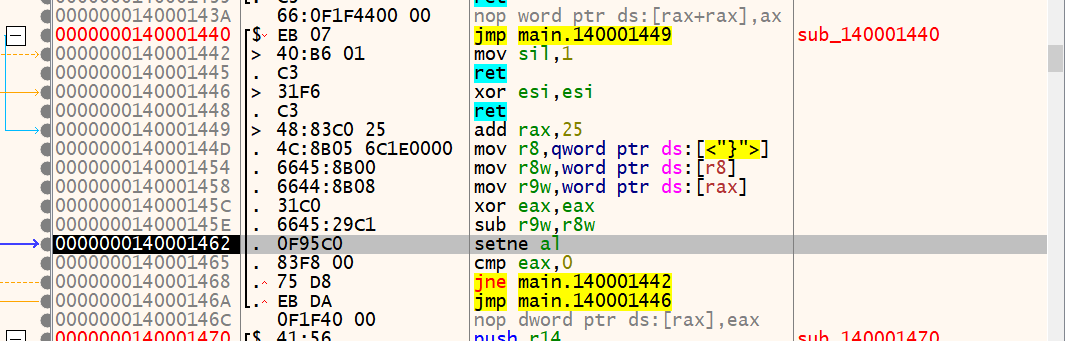 000000014000143A 66:0F1F4400 00 nop word ptr ds:[rax+rax],ax
0000000140001440 $ EB 07 jmp main.140001449 sub_140001440
0000000140001442 > 40:B6 01 mov sil,1
0000000140001445 . C3 ret
0000000140001446 > 31F6 xor esi,esi
0000000140001448 . C3 ret
0000000140001449 > 48:83C0 25 add rax,25
000000014000144D . 4C:8B05 6C1E0000 mov r8,qword ptr ds:[<"}">]
0000000140001454 . 6645:8B00 mov r8w,word ptr ds:[r8]
0000000140001458 . 6644:8B08 mov r9w,word ptr ds:[rax]
000000014000145C . 31C0 xor eax,eax
000000014000145E . 6645:29C1 sub r9w,r8w
0000000140001462 . 0F95C0 setne al
0000000140001465 . 83F8 00 cmp eax,0
0000000140001468 . 75 D8 jne main.140001442
000000014000146A . EB DA jmp main.140001446
000000014000146C 0F1F40 00 nop dword ptr ds:[rax],eax
0000000140001470 $ 41:56 push r14 sub_140001470